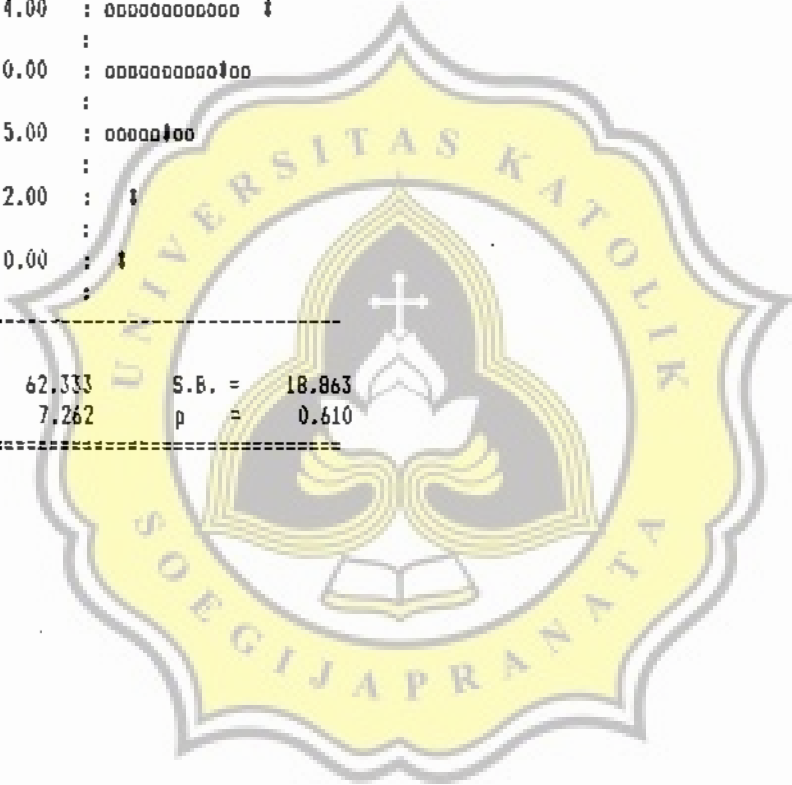 4.00 : oooooooooooo *
:
0.00 : oooooooooo*oo
:
5.00 : ooooo*oo
:
2.00 : *
:
0.00 : *
:
--------------------------------
62.333 S.B. = 18.863
7.262 p = 0.610
================================
UNIVERSITAS KATOLIK
SOEGIJAPRANATA